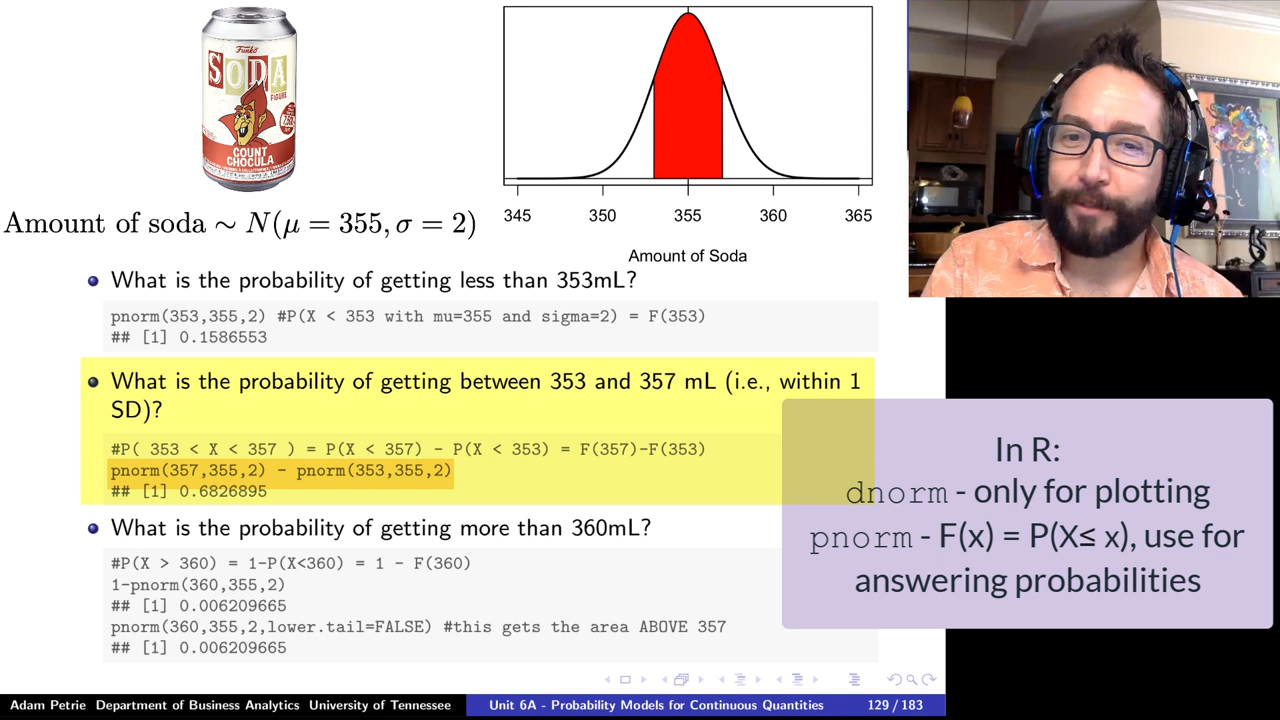 Funko
SODA
FIGURE
COUNT
CHOCULA
345 350 355 360 365
Amount of Soda
Amount of soda ∼ N(μ = 355, σ = 2)
What is the probability of getting less than 353mL?
pnorm(353,355,2) #P(X < 353 with mu=355 and sigma=2) = F(353)
## [1] 0.1586553
What is the probability of getting between 353 and 357 mL (i.e., within 1
SD)?
#P( 353 < X < 357 ) = P(X < 357) - P(X < 353) = F(357)-F(353)
pnorm(357,355,2) - pnorm(353,355,2)
## [1] 0.6826895
What is the probability of getting more than 360mL?
#P(X > 360) = 1-P(X<360) = 1 - F(360)
1-pnorm(360,355,2)
## [1] 0.006209665
pnorm(360,355,2,lower.tail=FALSE) #this gets the area ABOVE 357
## [1] 0.006209665
In R:
dnorm - only for plotting
pnorm - F(x) = P(X≤ x), use for
answering probabilities
Adam Petrie Department of Business Analytics University of Tennessee
Unit 6A - Probability Models for Continuous Quantities
129 / 183